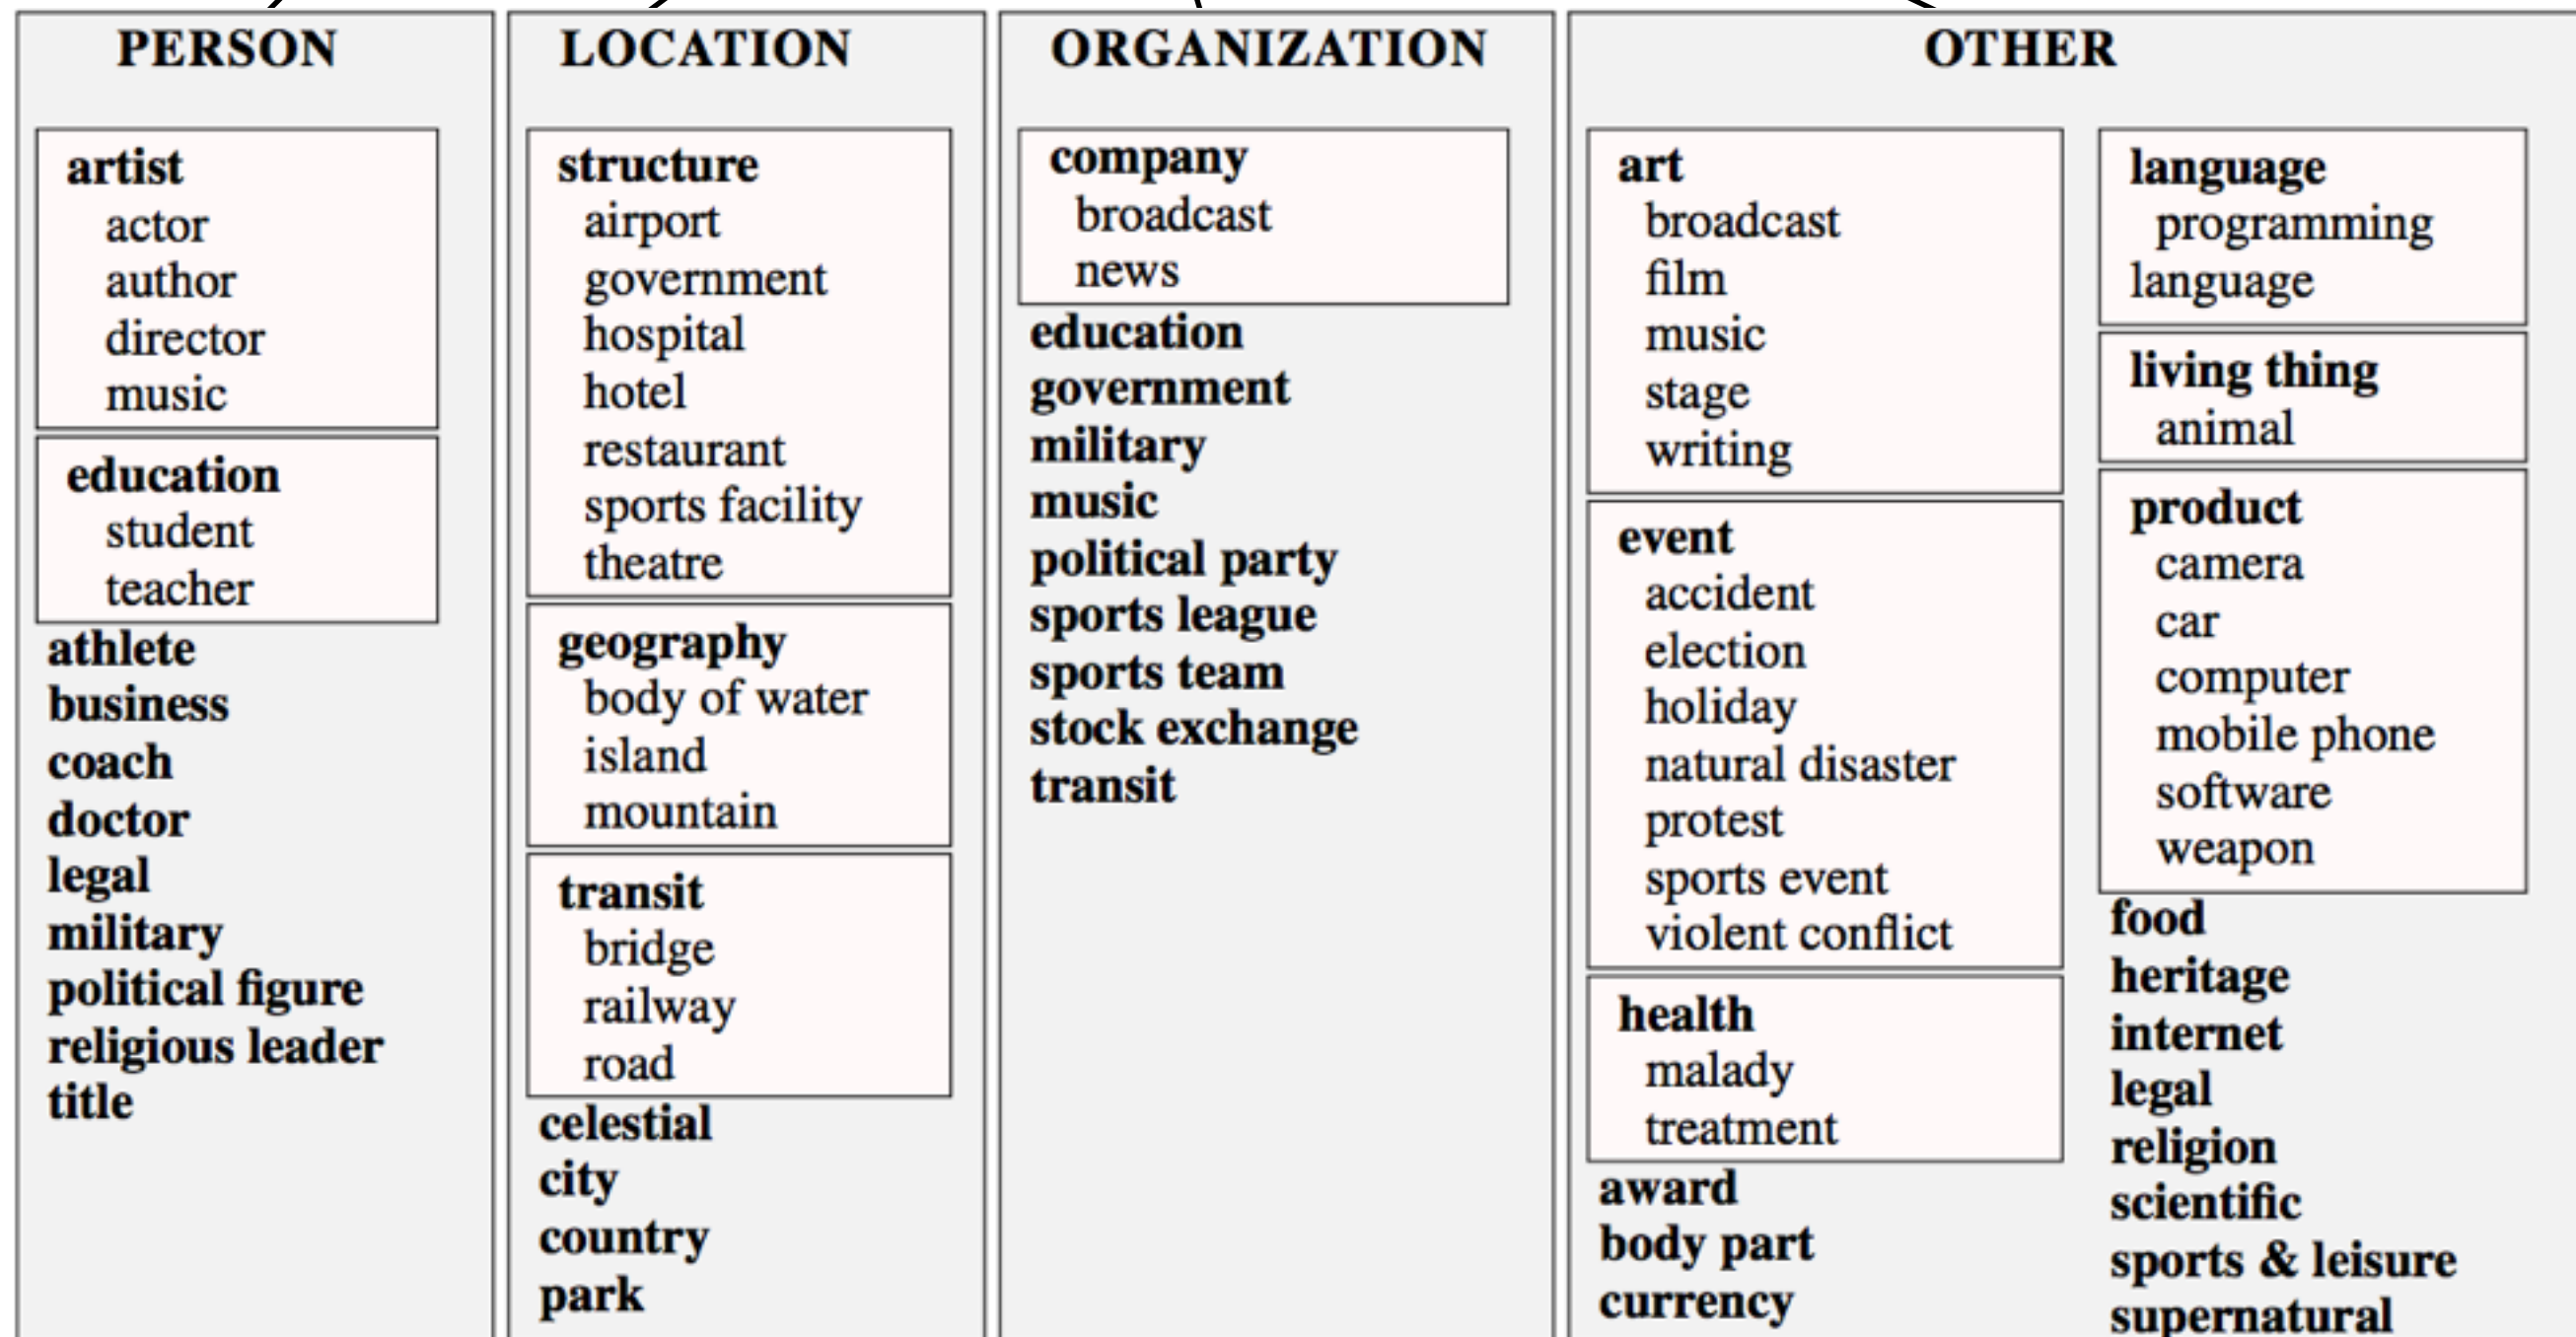 PERSON
artist
actor
author
director
music
education
student
teacher
athlete
business
coach
doctor
legal
military
political figure
religious leader
title
LOCATION
structure
airport
government
hospital
hotel
restaurant
sports facility
theatre
geography
body of water
island
mountain
transit
bridge
railway
road
celestial
city
country
park
ORGANIZATION
company
broadcast
news
education
government
military
music
political party
sports league
sports team
stock exchange
transit
OTHER
art
broadcast
film
music
stage
writing
event
accident
election
holiday
natural disaster
protest
sports event
violent conflict
health
malady
treatment
award
body part
currency
language
programming
language
living thing
animal
product
camera
car
computer
mobile phone
software
weapon
food
heritage
internet
legal
religion
scientific
sports & leisure
supernatural